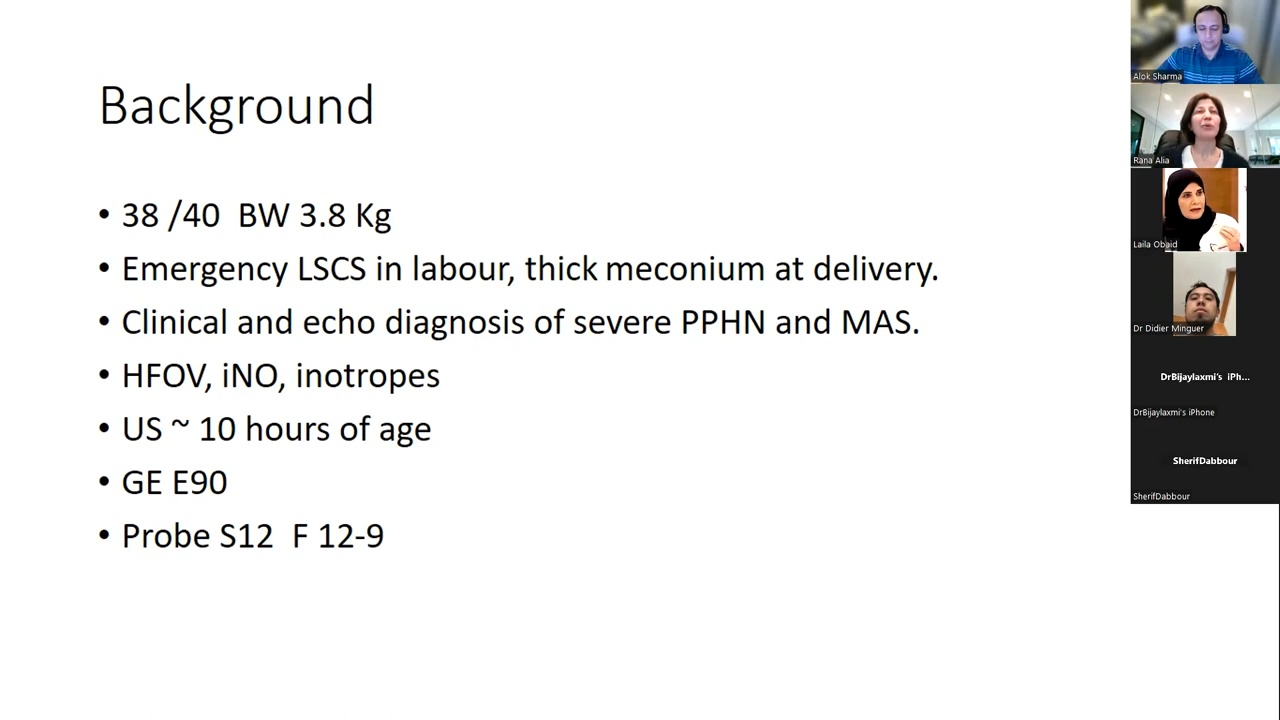 Background
• 38 /40 BW 3.8 Kg
• Emergency LSCS in labour, thick meconium at delivery.
• Clinical and echo diagnosis of severe PPHN and MAS.
• HFOV, iNO, inotropes
• US ~ 10 hours of age
• GE E90
• Probe S12 F 12-9
Alok Sharma
Rana Alia
Laila Obaid
Dr Didier Minguer
DrBijaylaxmi's iPh...
DrBijaylaxmi's iPhone
SherifDabbour
SherifDabbour